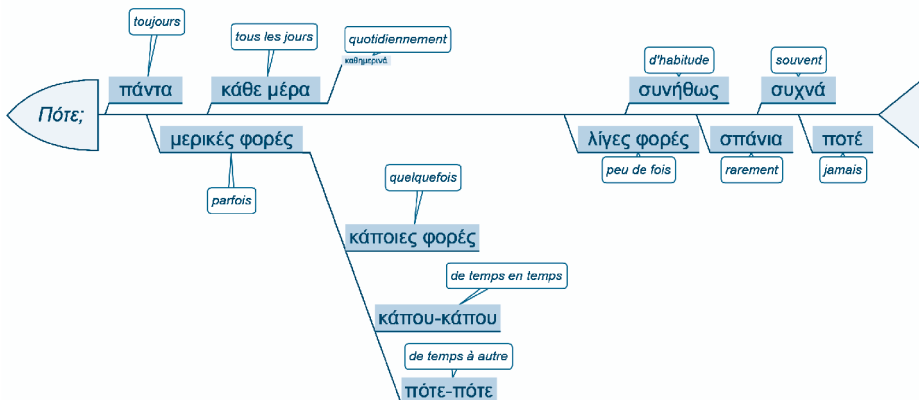 toujours
πάντα
tous les jours
κάθε μέρα
quotidiennement
καθημερινά
d'habitude
συνήθως
souvent
συχνά
Πότε;
μερικές φορές
parfois
λίγες φορές
peu de fois
σπάνια
rarement
ποτέ
jamais
quelquefois
κάποιες φορές
de temps en temps
κάπου-κάπου
de temps à autre
πότε-πότε